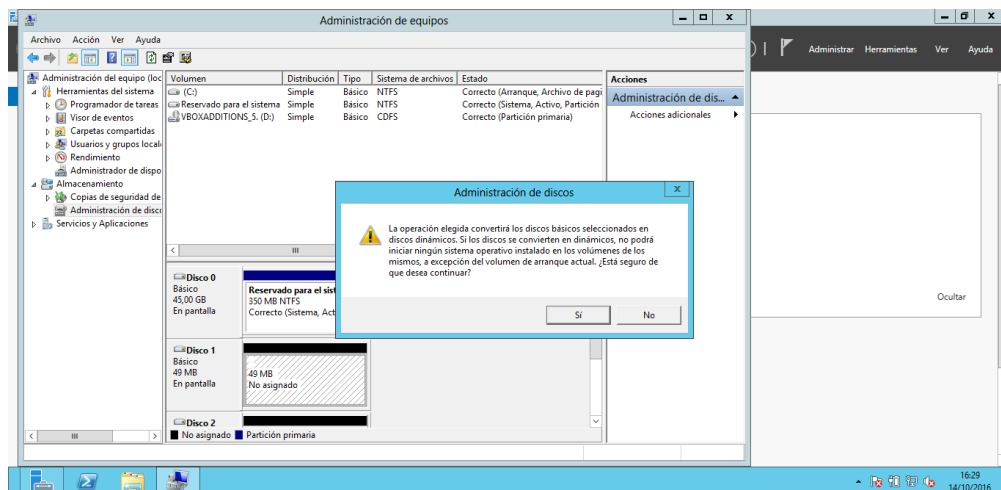 Administración de equipos
Archivo Acción Ver Ayuda
Administrar Herramientas Ver Ayuda
Administración del equipo (loc
Herramientas del sistema
Programador de tareas
Visor de eventos
Carpetas compartidas
Usuarios y grupos local
Rendimiento
Administrador de dispo
Almacenamiento
Copias de seguridad de
Administración de disc
Servicios y Aplicaciones
Volumen Distribución Tipo Sistema de archivos Estado
(C:) Simple Básico NTFS Correcto (Arranque, Archivo de pagi
Reservado para el sistema Simple Básico NTFS Correcto (Sistema, Activo, Partición
VBOXADDITIONS_5. (D:) Simple Básico CDFS Correcto (Partición primaria)
Acciones
Administración de dis...
Acciones adicionales
Administración de discos
La operación elegida convertirá los discos básicos seleccionados en
discos dinámicos. Si los discos se convierten en dinámicos, no podrá
iniciar ningún sistema operativo instalado en los volúmenes de los
mismos, a excepción del volumen de arranque actual. ¿Está seguro de
que desea continuar?
Sí No
Disco 0
Básico
45,00 GB
En pantalla
Reservado para el sist
350 MB NTFS
Correcto (Sistema, Act
Disco 1
Básico
49 MB
En pantalla
49 MB
No asignado
Disco 2
No asignado Partición primaria
Ocultar
16:29
14/10/2016